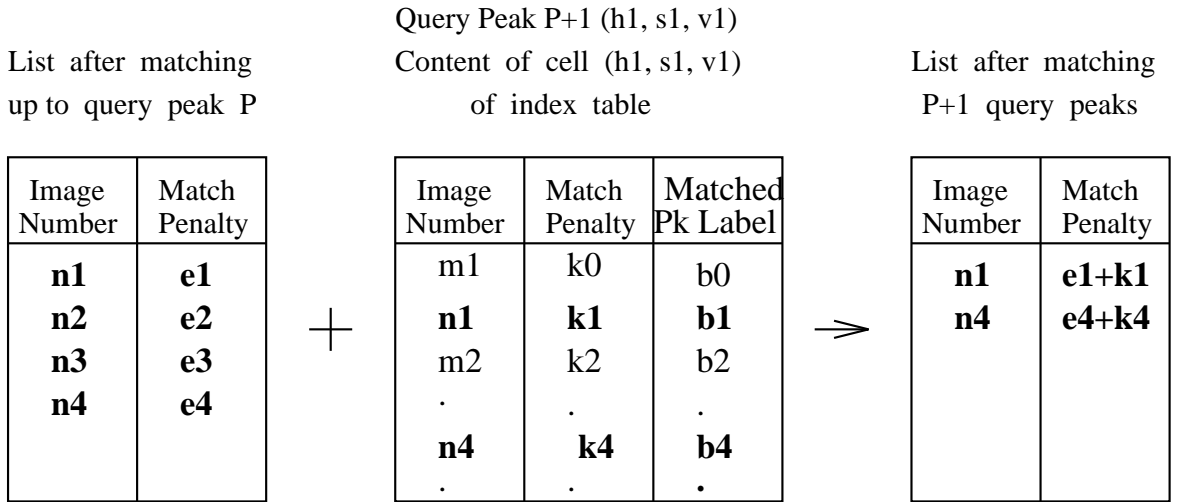 Query Peak P+1 (h1, s1, v1)
List after matching Content of cell (h1, s1, v1) List after matching
up to query peak P of index table P+1 query peaks
Image Match Image Match Matched Image Match
Number Penalty Number Penalty Pk Label Number Penalty
n1 e1 m1 k0 b0 n1 e1+k1
n2 e2 + n1 k1 b1 n4 e4+k4
n3 e3 m2 k2 b2
n4 e4 . . .
n4 k4 b4
. . .